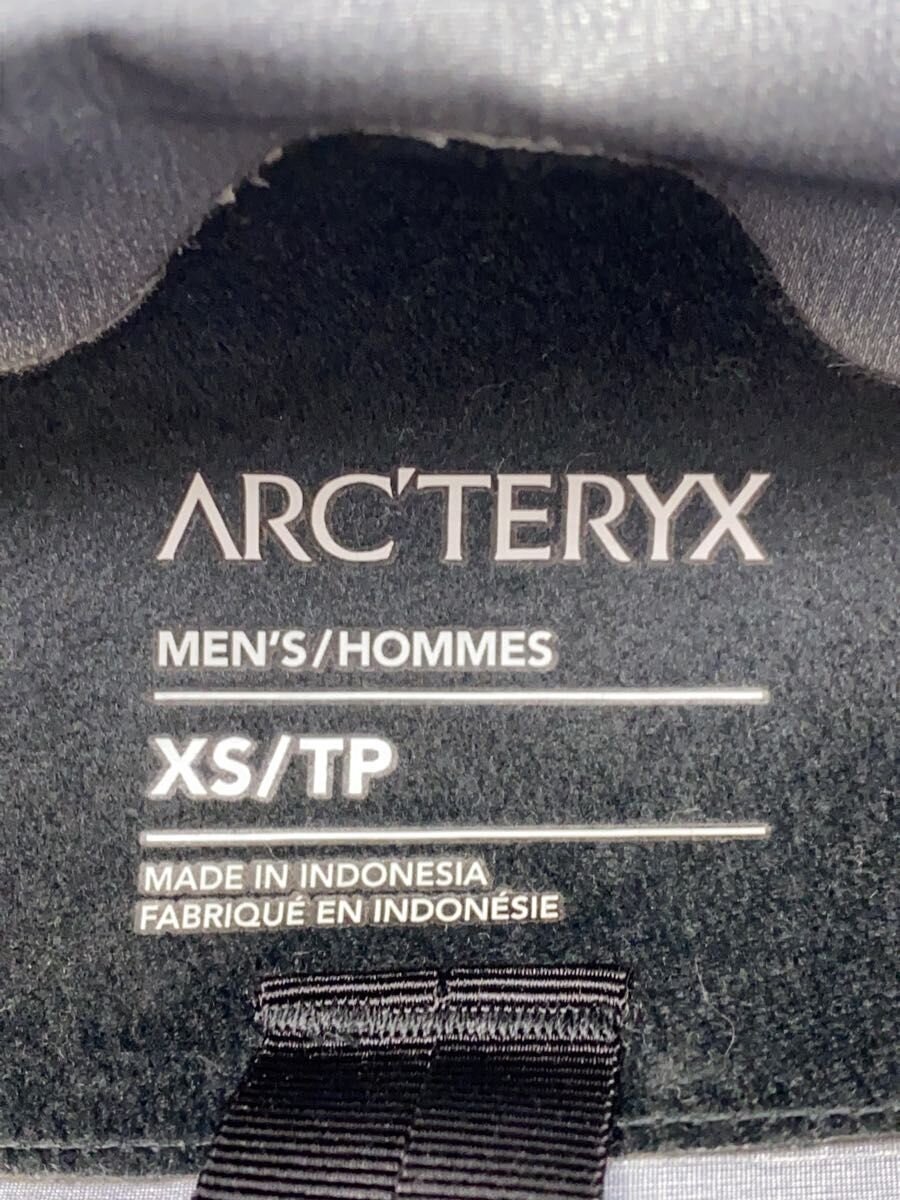 ARC'TERYX
MEN'S/HOMMES
XS/TP
MADE IN INDONESIA
FABRIQUÉ EN INDONÉSIE